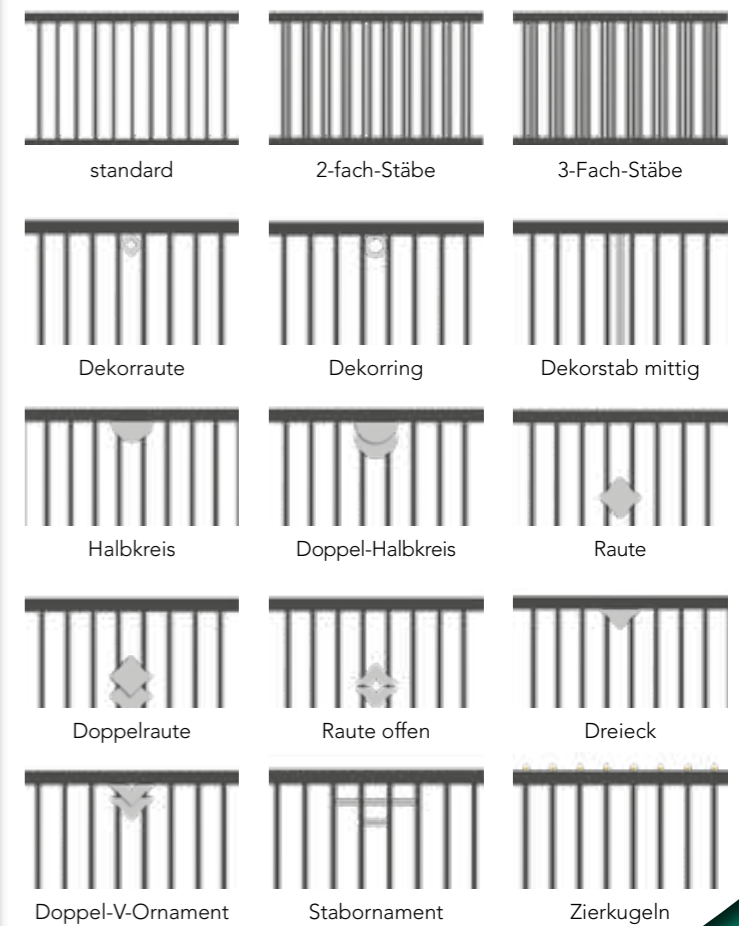 standard
2-fach-Stäbe
3-Fach-Stäbe
Dekorraute
Dekorring
Dekorstab mittig
Halbkreis
Doppel-Halbkreis
Raute
Doppelraute
Raute offen
Dreieck
Doppel-V-Ornament
Stabornament
Zierkugeln